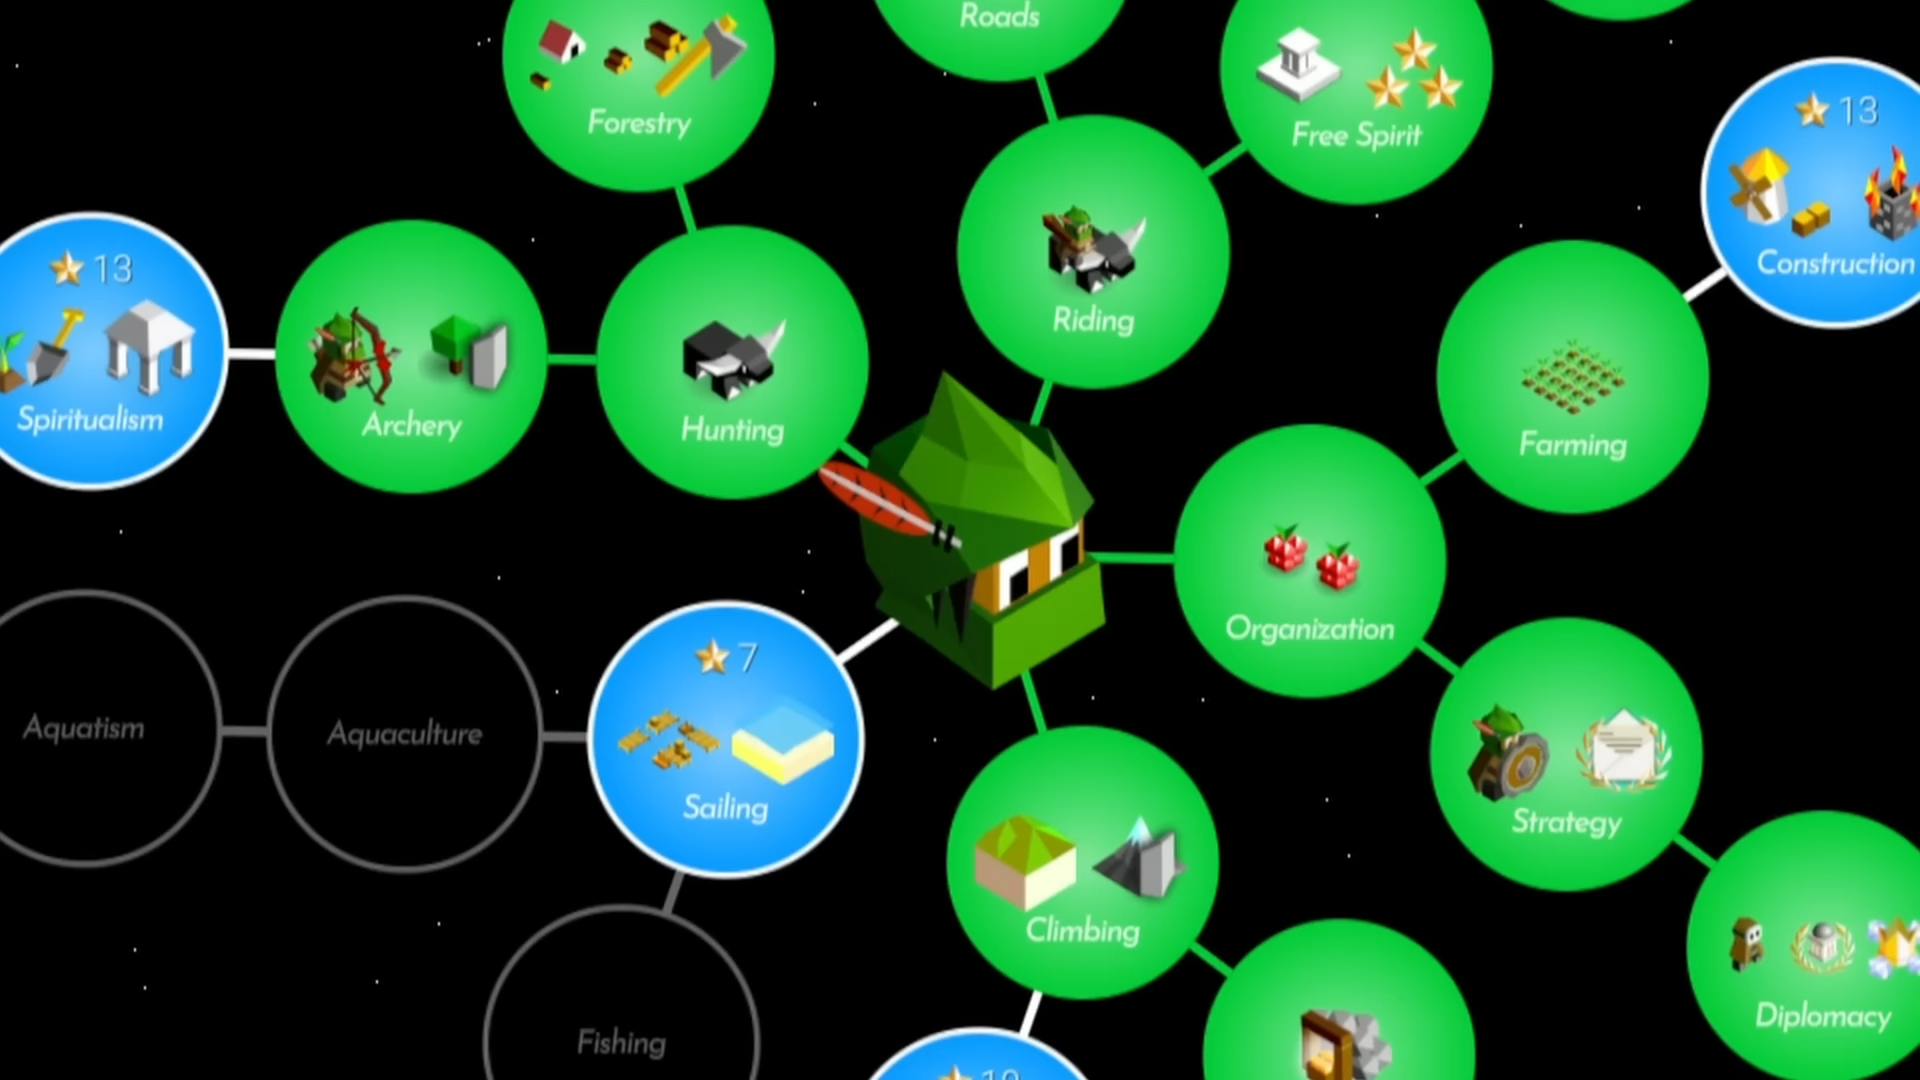 Roads
Forestry
Free Spirit
13
Construction
13
Spiritualism
Archery
Hunting
Riding
Farming
Organization
7
Sailing
Aquatism
Aquaculture
Strategy
Climbing
Diplomacy
Fishing
10